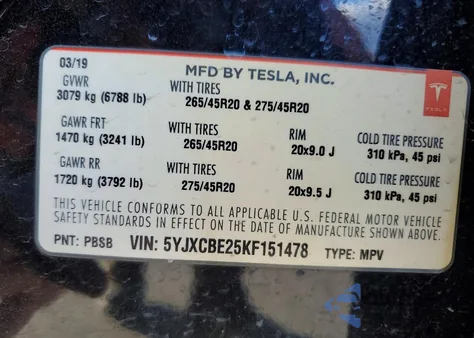 03/19 MFD BY TESLA, INC.
GVWR WITH TIRES
3079 kg (6788 lb) 265/45R20 & 275/45R20
GAWR FRT WITH TIRES RIM COLD TIRE PRESSURE
1470 kg (3241 lb) 265/45R20 20x9.0 J 310 kPa, 45 psi
GAWR RR WITH TIRES RIM COLD TIRE PRESSURE
1720 kg (3792 lb) 275/45R20 20x9.5 J 310 kPa, 45 psi
THIS VEHICLE CONFORMS TO ALL APPLICABLE U.S. FEDERAL MOTOR VEHICLE
SAFETY STANDARDS IN EFFECT ON THE DATE OF MANUFACTURE SHOWN ABOVE.
PNT: PBSB VIN: 5YJXCBE25KF151478 TYPE: MPV
TESLA